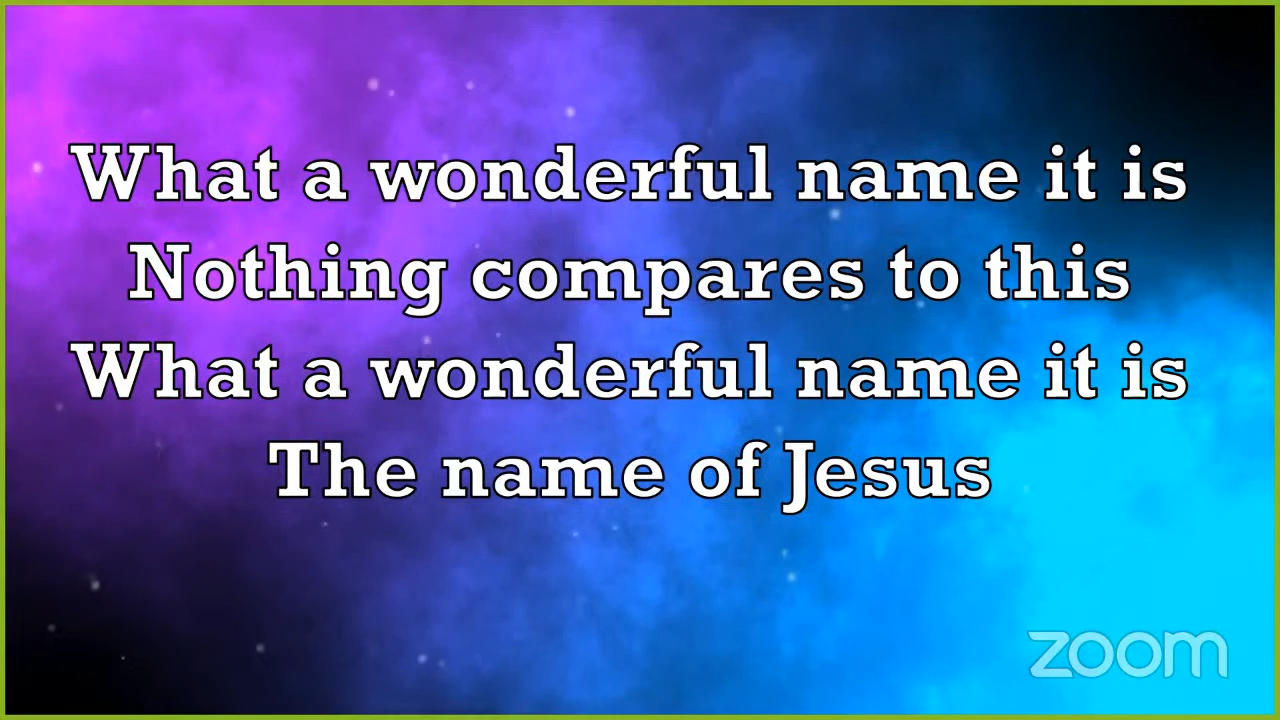 What a wonderful name it is
Nothing compares to this
What a wonderful name it is
The name of Jesus
zoom